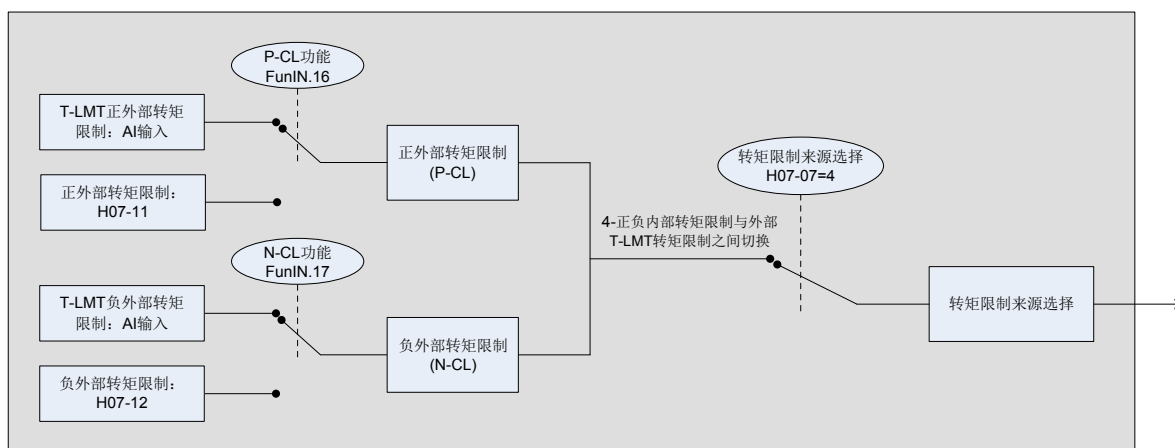 P-CL功能
FunIN.16
T-LMT正外部转矩
限制：AI输入
正外部转矩限制
(P-CL)
正外部转矩限制：
H07-11
转矩限制来源选择
H07-07=4
4-正负内部转矩限制与外部
T-LMT转矩限制之间切换
N-CL功能
FunIN.17
T-LMT负外部转矩
限制：AI输入
负外部转矩限制
(N-CL)
负外部转矩限制：
H07-12
转矩限制来源选择